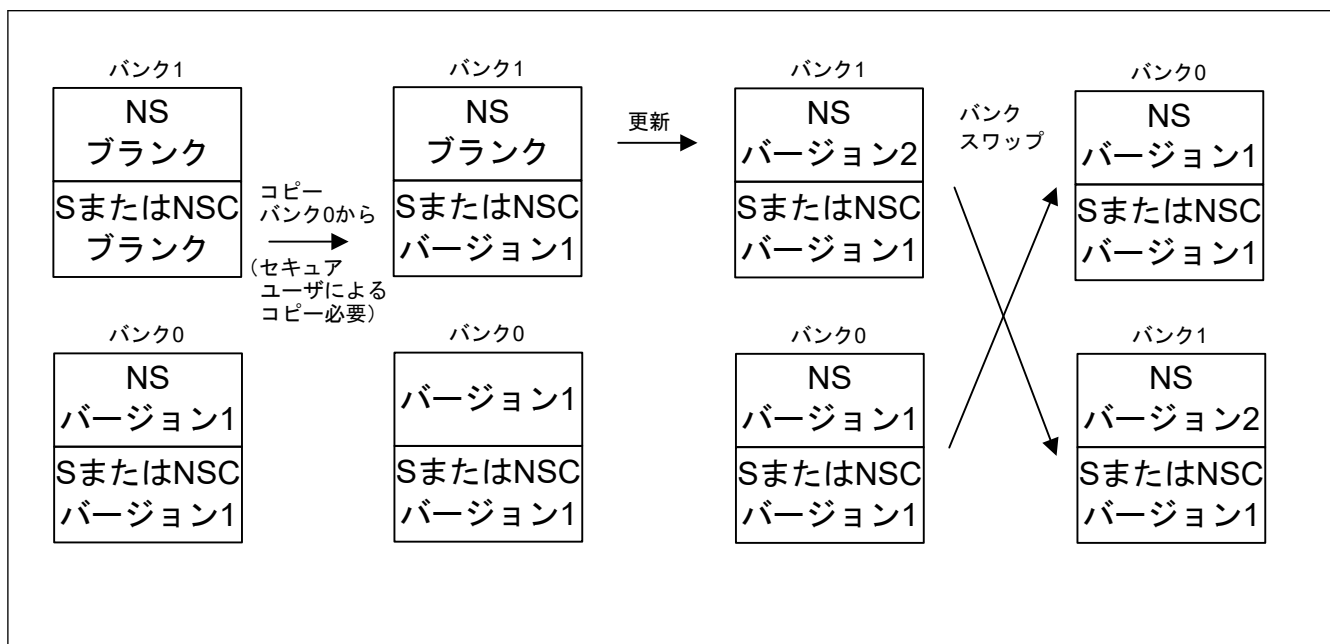 バンク1
NS
ブランク
SまたはNSC
ブランク
バンク0
NS
バージョン1
SまたはNSC
バージョン1
コピー
バンク0から
(セキュア
ユーザによる
コピー必要)
バンク1
NS
ブランク
SまたはNSC
バージョン1
バンク0
バージョン1
SまたはNSC
バージョン1
更新
バンク1
NS
バージョン2
SまたはNSC
バージョン1
バンク0
NS
バージョン1
SまたはNSC
バージョン1
バンク
スワップ
バンク0
NS
バージョン1
SまたはNSC
バージョン1
バンク1
NS
バージョン2
SまたはNSC
バージョン1